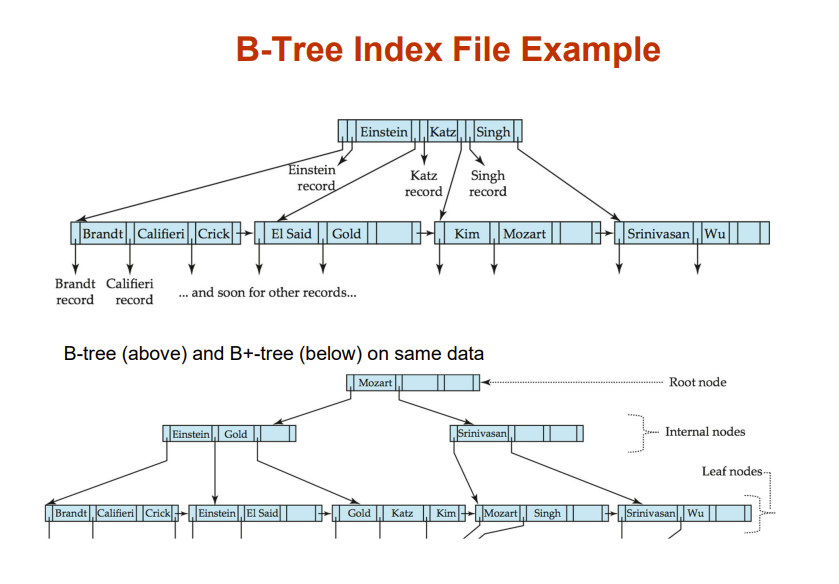 B-Tree Index File Example
Einstein Katz Singh
Einstein record
Katz record
Singh record
Brandt Califieri Crick El Said Gold Kim Mozart Srinivasan Wu
Brandt record
Califieri record
... and soon for other records...
B-tree (above) and B+-tree (below) on same data
Mozart
Root node
Einstein Gold Srinivasan
Internal nodes
Leaf nodes
Brandt Califieri Crick Einstein El Said Gold Katz Kim Mozart Singh Srinivasan Wu